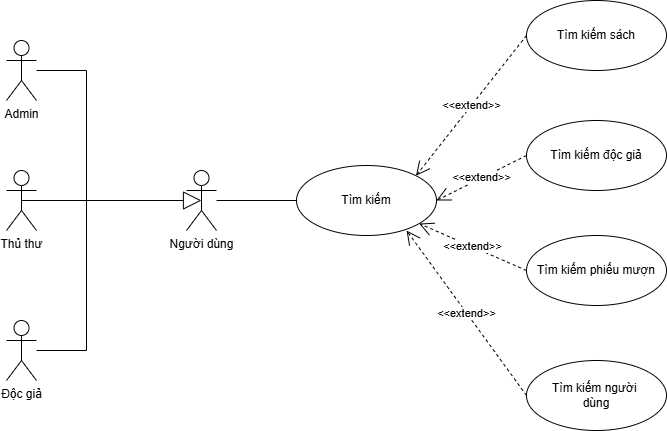 Tìm kiếm sách
Admin
<<extend>>
Tìm kiếm độc giả
<<extend>>
Tìm kiếm
Thủ thư
Người dùng
<<extend>>
Tìm kiếm phiếu mượn
<<extend>>
Độc giả
Tìm kiếm người
dùng